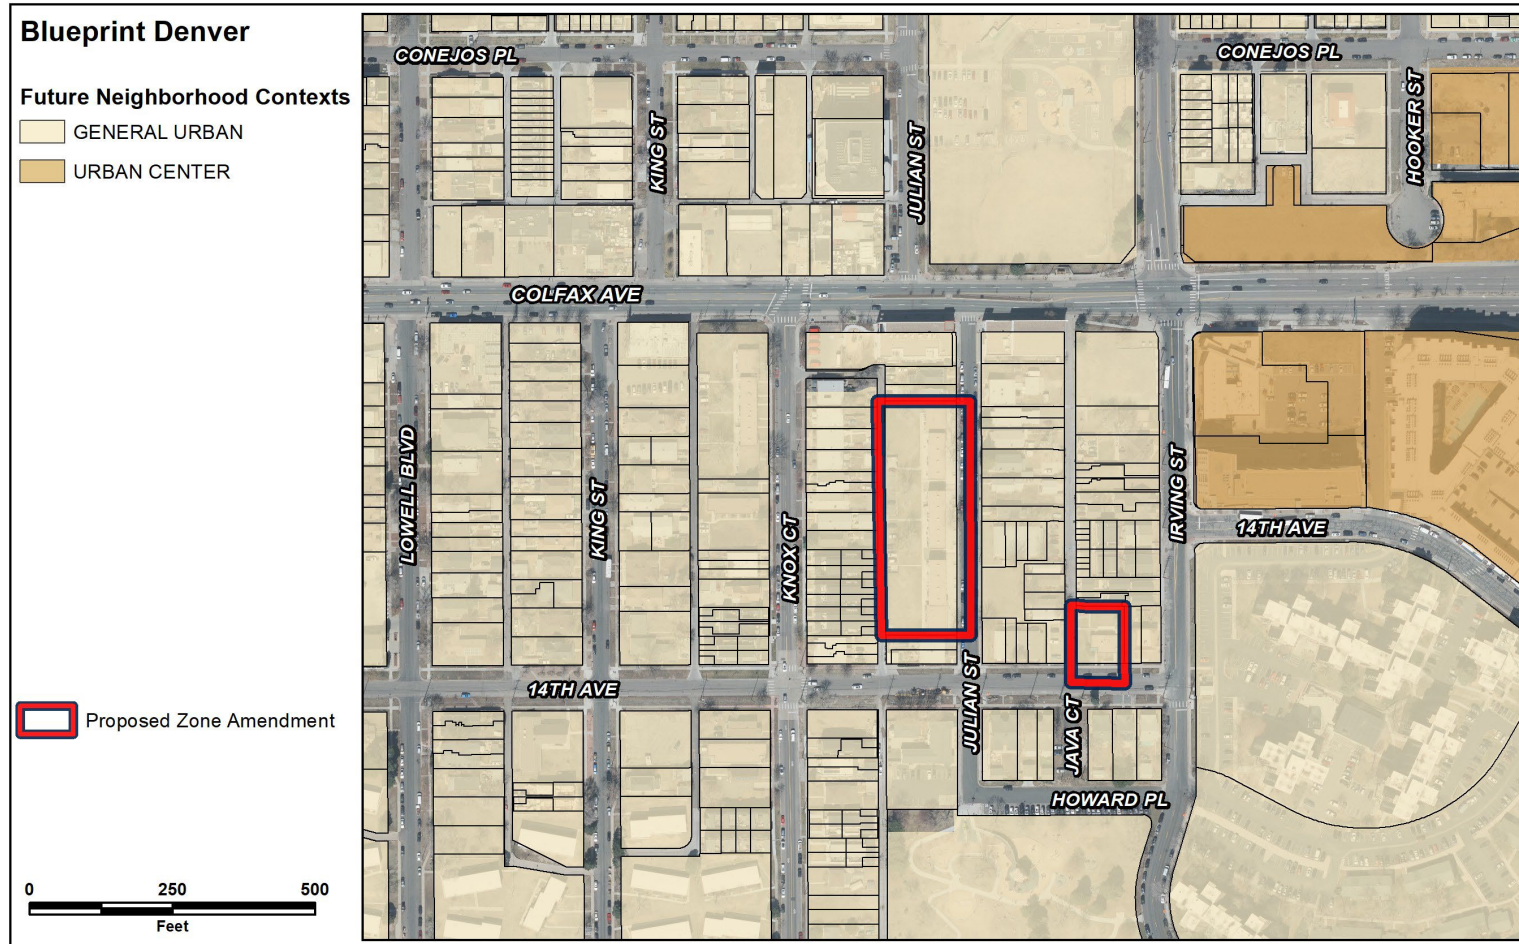 Blueprint Denver
Future Neighborhood Contexts
GENERAL URBAN
URBAN CENTER
Proposed Zone Amendment
0 250 500
Feet
CONEJOS PL
CONEJOS PL
KING ST
JULIAN ST
HOOKER ST
COLFAX AVE
LOWELL BLVD
KING ST
KNOX CT
IRVING ST
14TH AVE
14TH AVE
JULIAN ST
JAVA CT
HOWARD PL